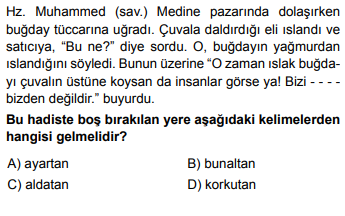 Hz. Muhammed (sav.) Medine pazarında dolaşırken
buğday tüccarına uğradı. Çuvala daldırdığı eli ıslandı ve
satıcıya, “Bu ne?” diye sordu. O, buğdayın yağmurdan
ıslandığını söyledi. Bunun üzerine “O zaman ıslak buğda-
yı çuvalın üstüne koysan da insanlar görse ya! Bizi - - - -
bizden değildir.” buyurdu.
Bu hadiste boş bırakılan yere aşağıdaki kelimelerden
hangisi gelmelidir?
A) ayartan B) bunaltan
C) aldatan D) korkutan